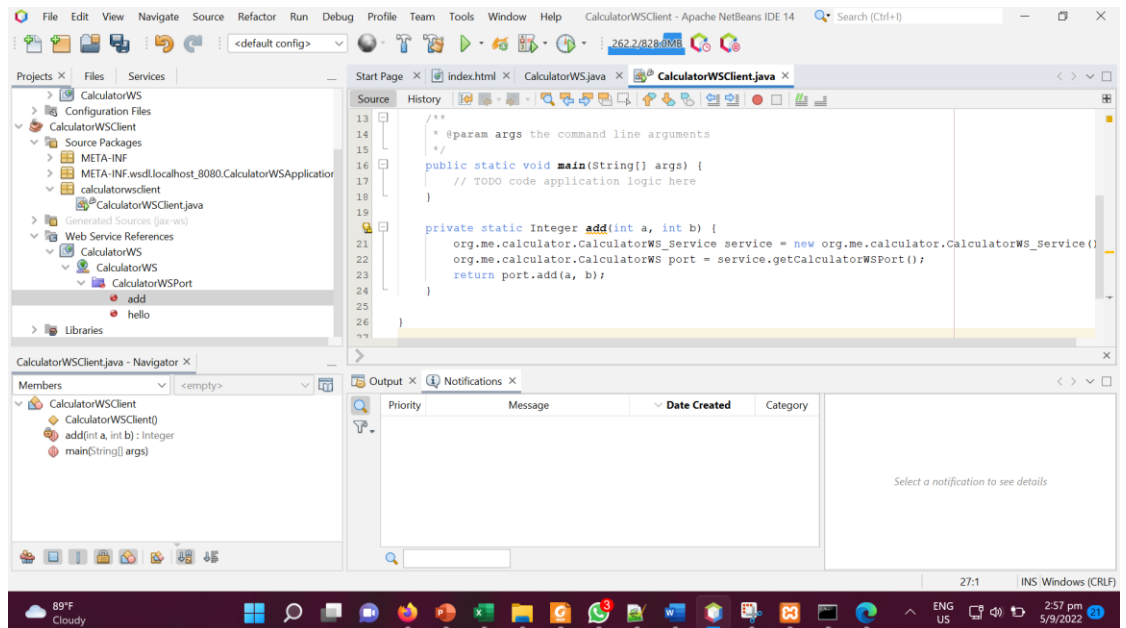 File Edit View Navigate Source Refactor Run Debug Profile Team Tools Window Help CalculatorWSClient - Apache NetBeans IDE 14 Search (Ctrl+I)
<default config> 262.2/828.0MB
Projects Files Services
CalculatorWS
Configuration Files
CalculatorWSClient
Source Packages
META-INF
META-INF.wsdl.localhost_8080.CalculatorWSApplication
calculatorwsclient
CalculatorWSClient.java
Generated Sources (jax-ws)
Web Service References
CalculatorWS
CalculatorWS
CalculatorWSPort
add
hello
Libraries
Start Page index.html CalculatorWS.java CalculatorWSClient.java
Source History
13 /**
14 * @param args the command line arguments
15 */
16 public static void main(String[] args) {
17 // TODO code application logic here
18 }
19
private static Integer add(int a, int b) {
21 org.me.calculator.CalculatorWS_Service service = new org.me.calculator.CalculatorWS_Service()
22 org.me.calculator.CalculatorWS port = service.getCalculatorWSPort();
23 return port.add(a, b);
24 }
25
26 }
27
CalculatorWSClient.java - Navigator
Members <empty>
CalculatorWSClient
CalculatorWSClient()
add(int a, int b) : Integer
main(String[] args)
Output Notifications
Priority Message Date Created Category
Select a notification to see details
27:1 INS Windows (CRLF)
89°F
Cloudy
3
ENG
US
2:57 pm
5/9/2022
21